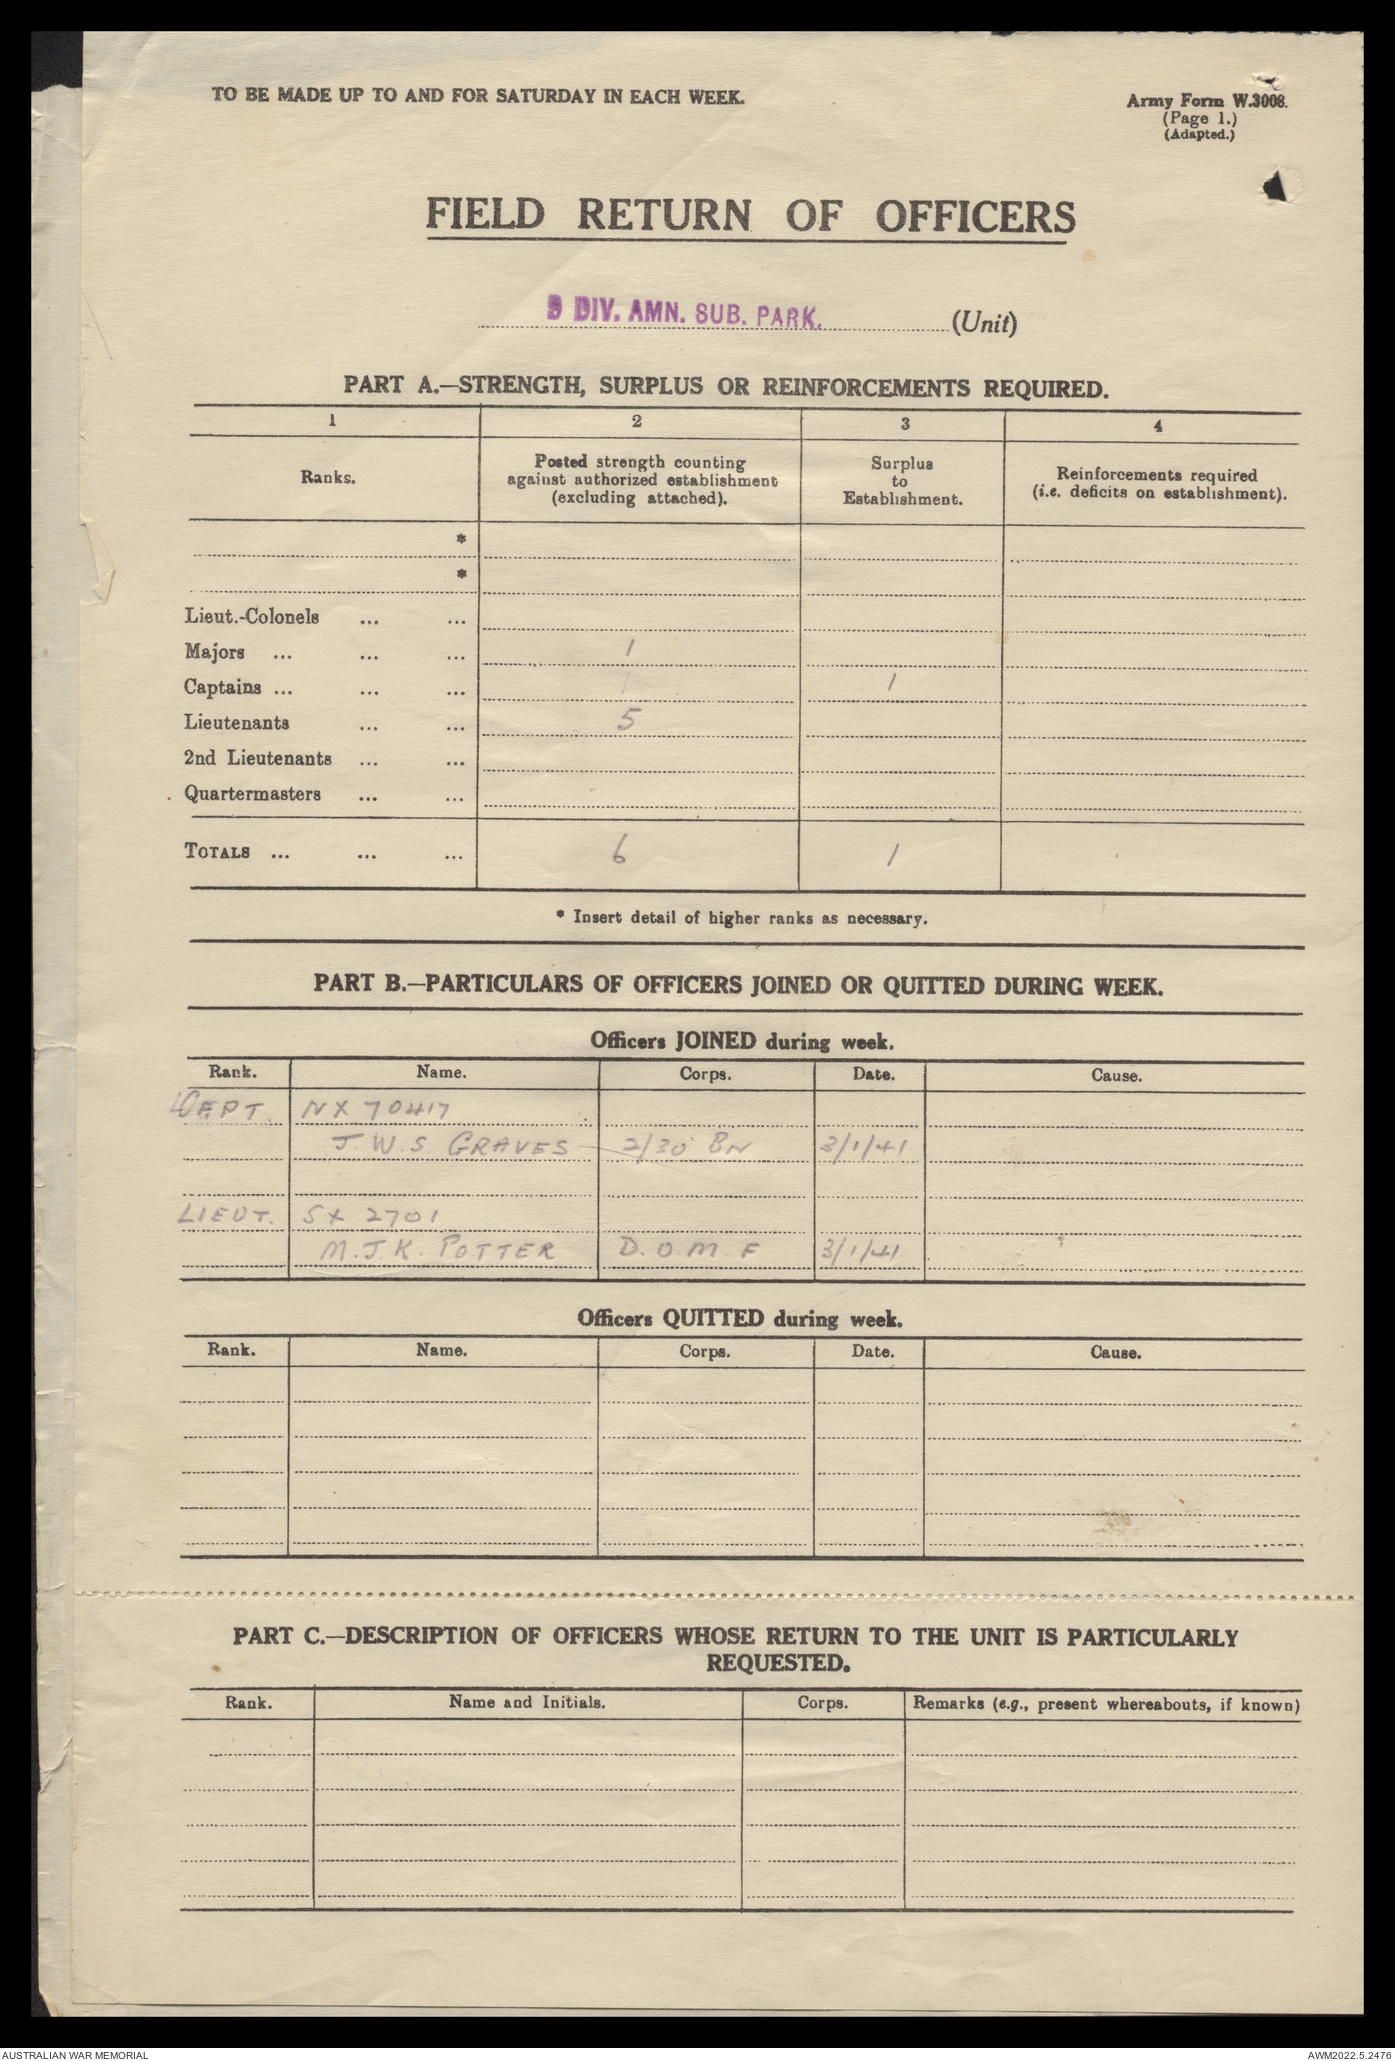 TO BE MADE UP TO AND FOR SATURDAY IN EACH WEEK.
Army Form W.3008.
(Page 1.)
(Adapted.)
FIELD RETURN OF OFFICERS
DIV. AMN. SUB. PARK. (Unit)
PART A.—STRENGTH, SURPLUS OR REINFORCEMENTS REQUIRED.
1 2 3 4
Ranks. Posted strength counting against authorized establishment (excluding attached). Surplus to Establishment. Reinforcements required (i.e. deficits on establishment).
*
*
Lieut.-Colonels ... ...
Majors ... ... ... 1
Captains ... ... ... 1
Lieutenants ... ... 5
2nd Lieutenants ... ...
Quartermasters ... ...
TOTALS ... ... ... 6 1
* Insert detail of higher ranks as necessary.
PART B.—PARTICULARS OF OFFICERS JOINED OR QUITTED DURING WEEK.
Officers JOINED during week.
Rank. Name. Corps. Date. Cause.
NX 70417
J.W.S GRAVES 2/30 BN 3/1/41
LIEUT. SX 2701
M.J.K. POTTER D.O.M.F 3/1/41
Officers QUITTED during week.
Rank. Name. Corps. Date. Cause.
PART C.—DESCRIPTION OF OFFICERS WHOSE RETURN TO THE UNIT IS PARTICULARLY
REQUESTED.
Rank. Name and Initials. Corps. Remarks (e.g., present whereabouts, if known)
AUSTRALIAN WAR MEMORIAL
AWM2022.5.2476